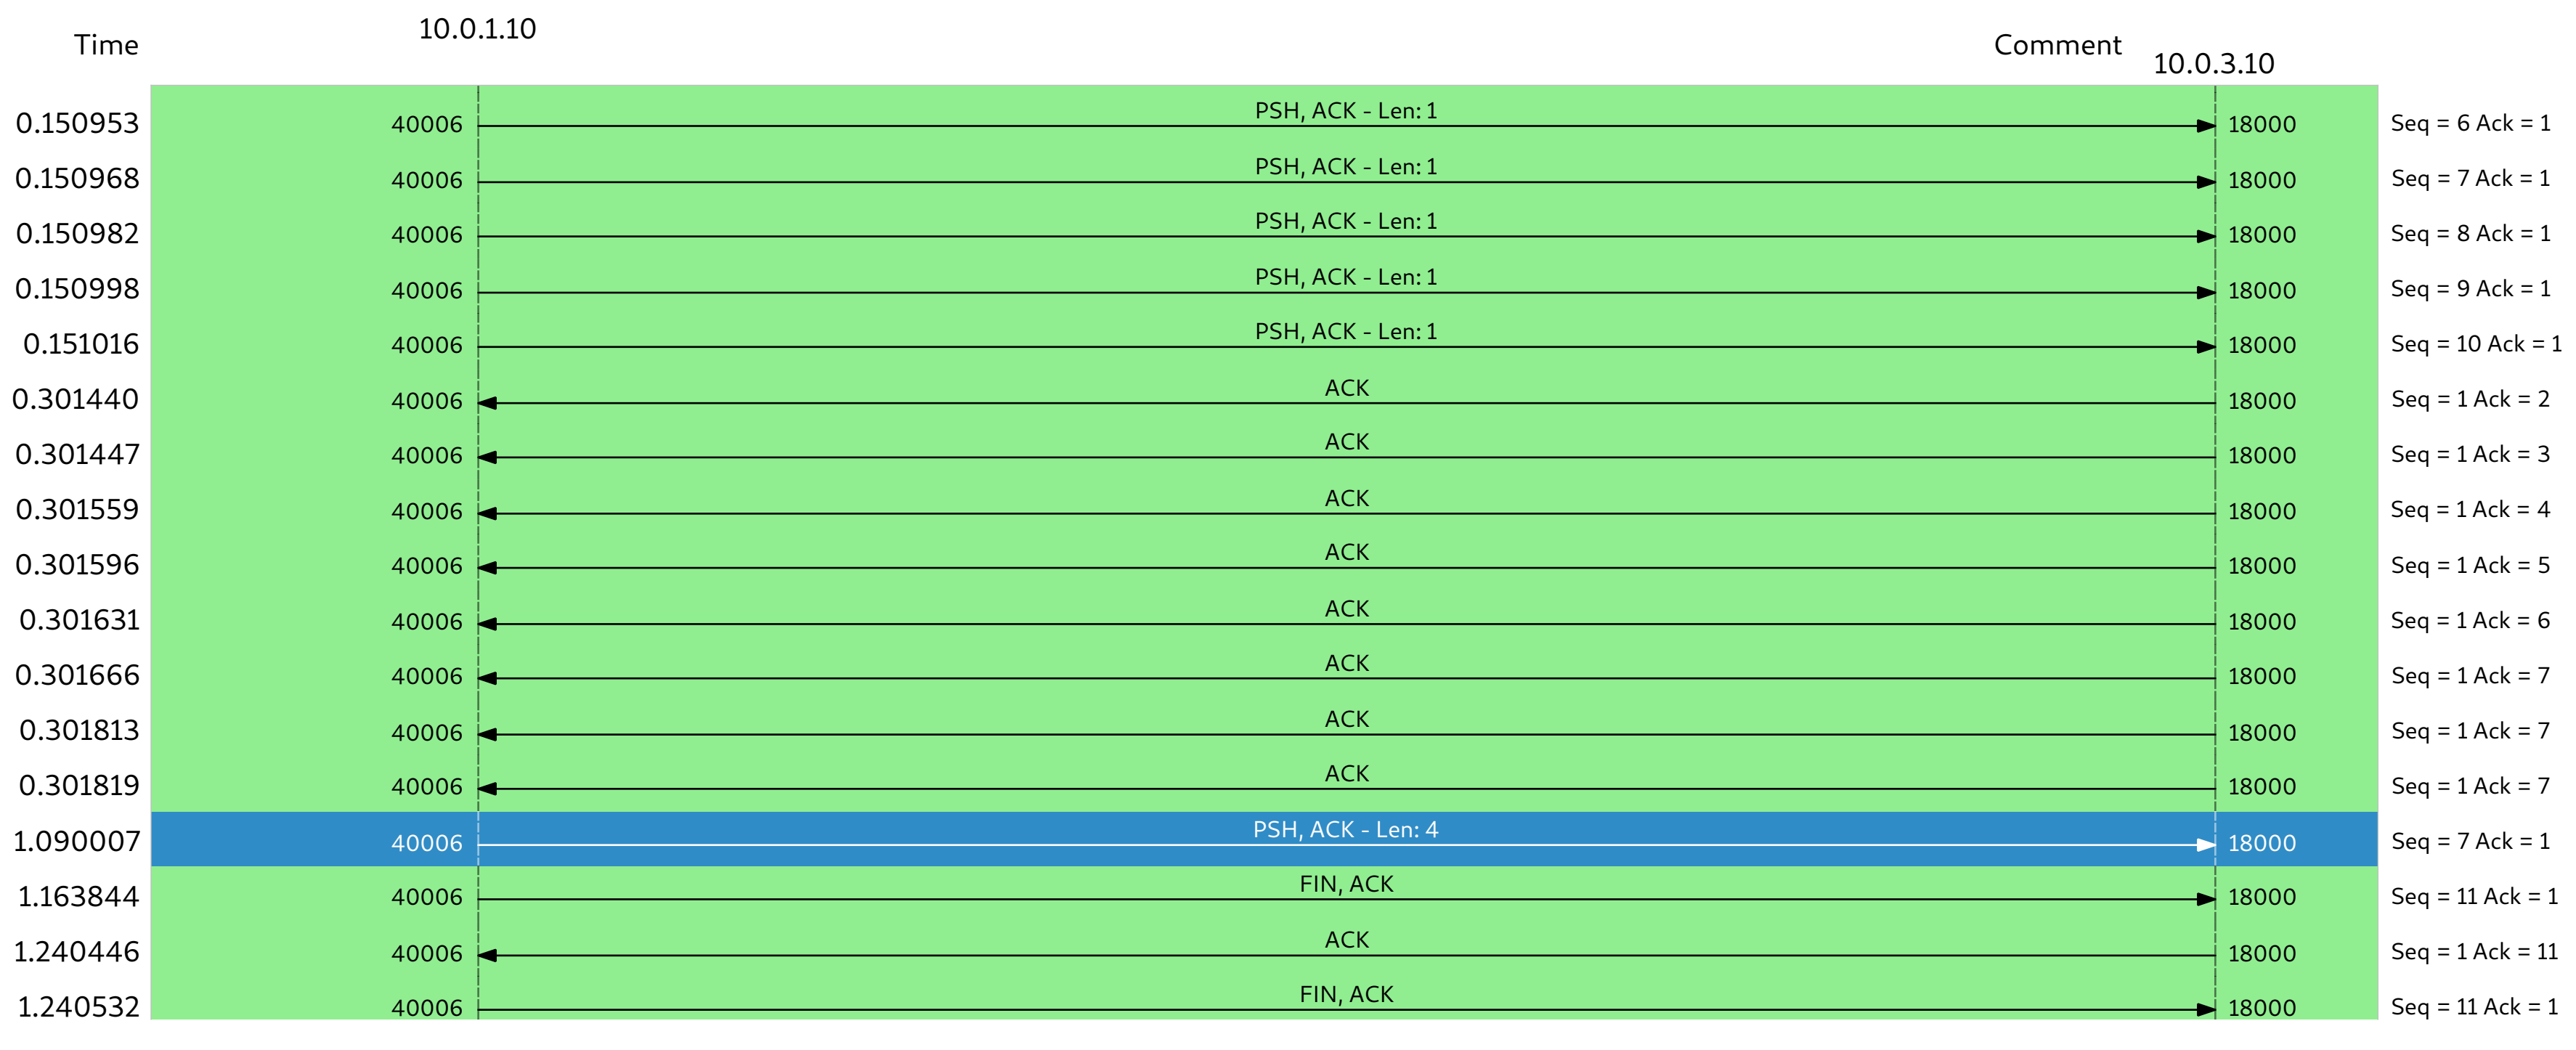 Time 10.0.1.10 Comment 10.0.3.10
0.150953 40006 PSH, ACK - Len: 1 18000 Seq = 6 Ack = 1
0.150968 40006 PSH, ACK - Len: 1 18000 Seq = 7 Ack = 1
0.150982 40006 PSH, ACK - Len: 1 18000 Seq = 8 Ack = 1
0.150998 40006 PSH, ACK - Len: 1 18000 Seq = 9 Ack = 1
0.151016 40006 PSH, ACK - Len: 1 18000 Seq = 10 Ack = 1
0.301440 40006 ACK 18000 Seq = 1 Ack = 2
0.301447 40006 ACK 18000 Seq = 1 Ack = 3
0.301559 40006 ACK 18000 Seq = 1 Ack = 4
0.301596 40006 ACK 18000 Seq = 1 Ack = 5
0.301631 40006 ACK 18000 Seq = 1 Ack = 6
0.301666 40006 ACK 18000 Seq = 1 Ack = 7
0.301813 40006 ACK 18000 Seq = 1 Ack = 7
0.301819 40006 ACK 18000 Seq = 1 Ack = 7
1.090007 40006 PSH, ACK - Len: 4 18000 Seq = 7 Ack = 1
1.163844 40006 FIN, ACK 18000 Seq = 11 Ack = 1
1.240446 40006 ACK 18000 Seq = 1 Ack = 11
1.240532 40006 FIN, ACK 18000 Seq = 11 Ack = 1